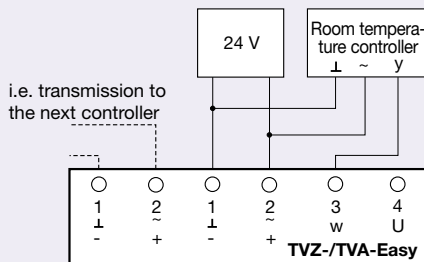 24 V
Room tempera-
ture controller
⊥ ~ y
i.e. transmission to
the next controller
1 2 1 2 3 4
⊥ ~ ⊥ ~ w U
- + - +
TVZ-/TVA-Easy